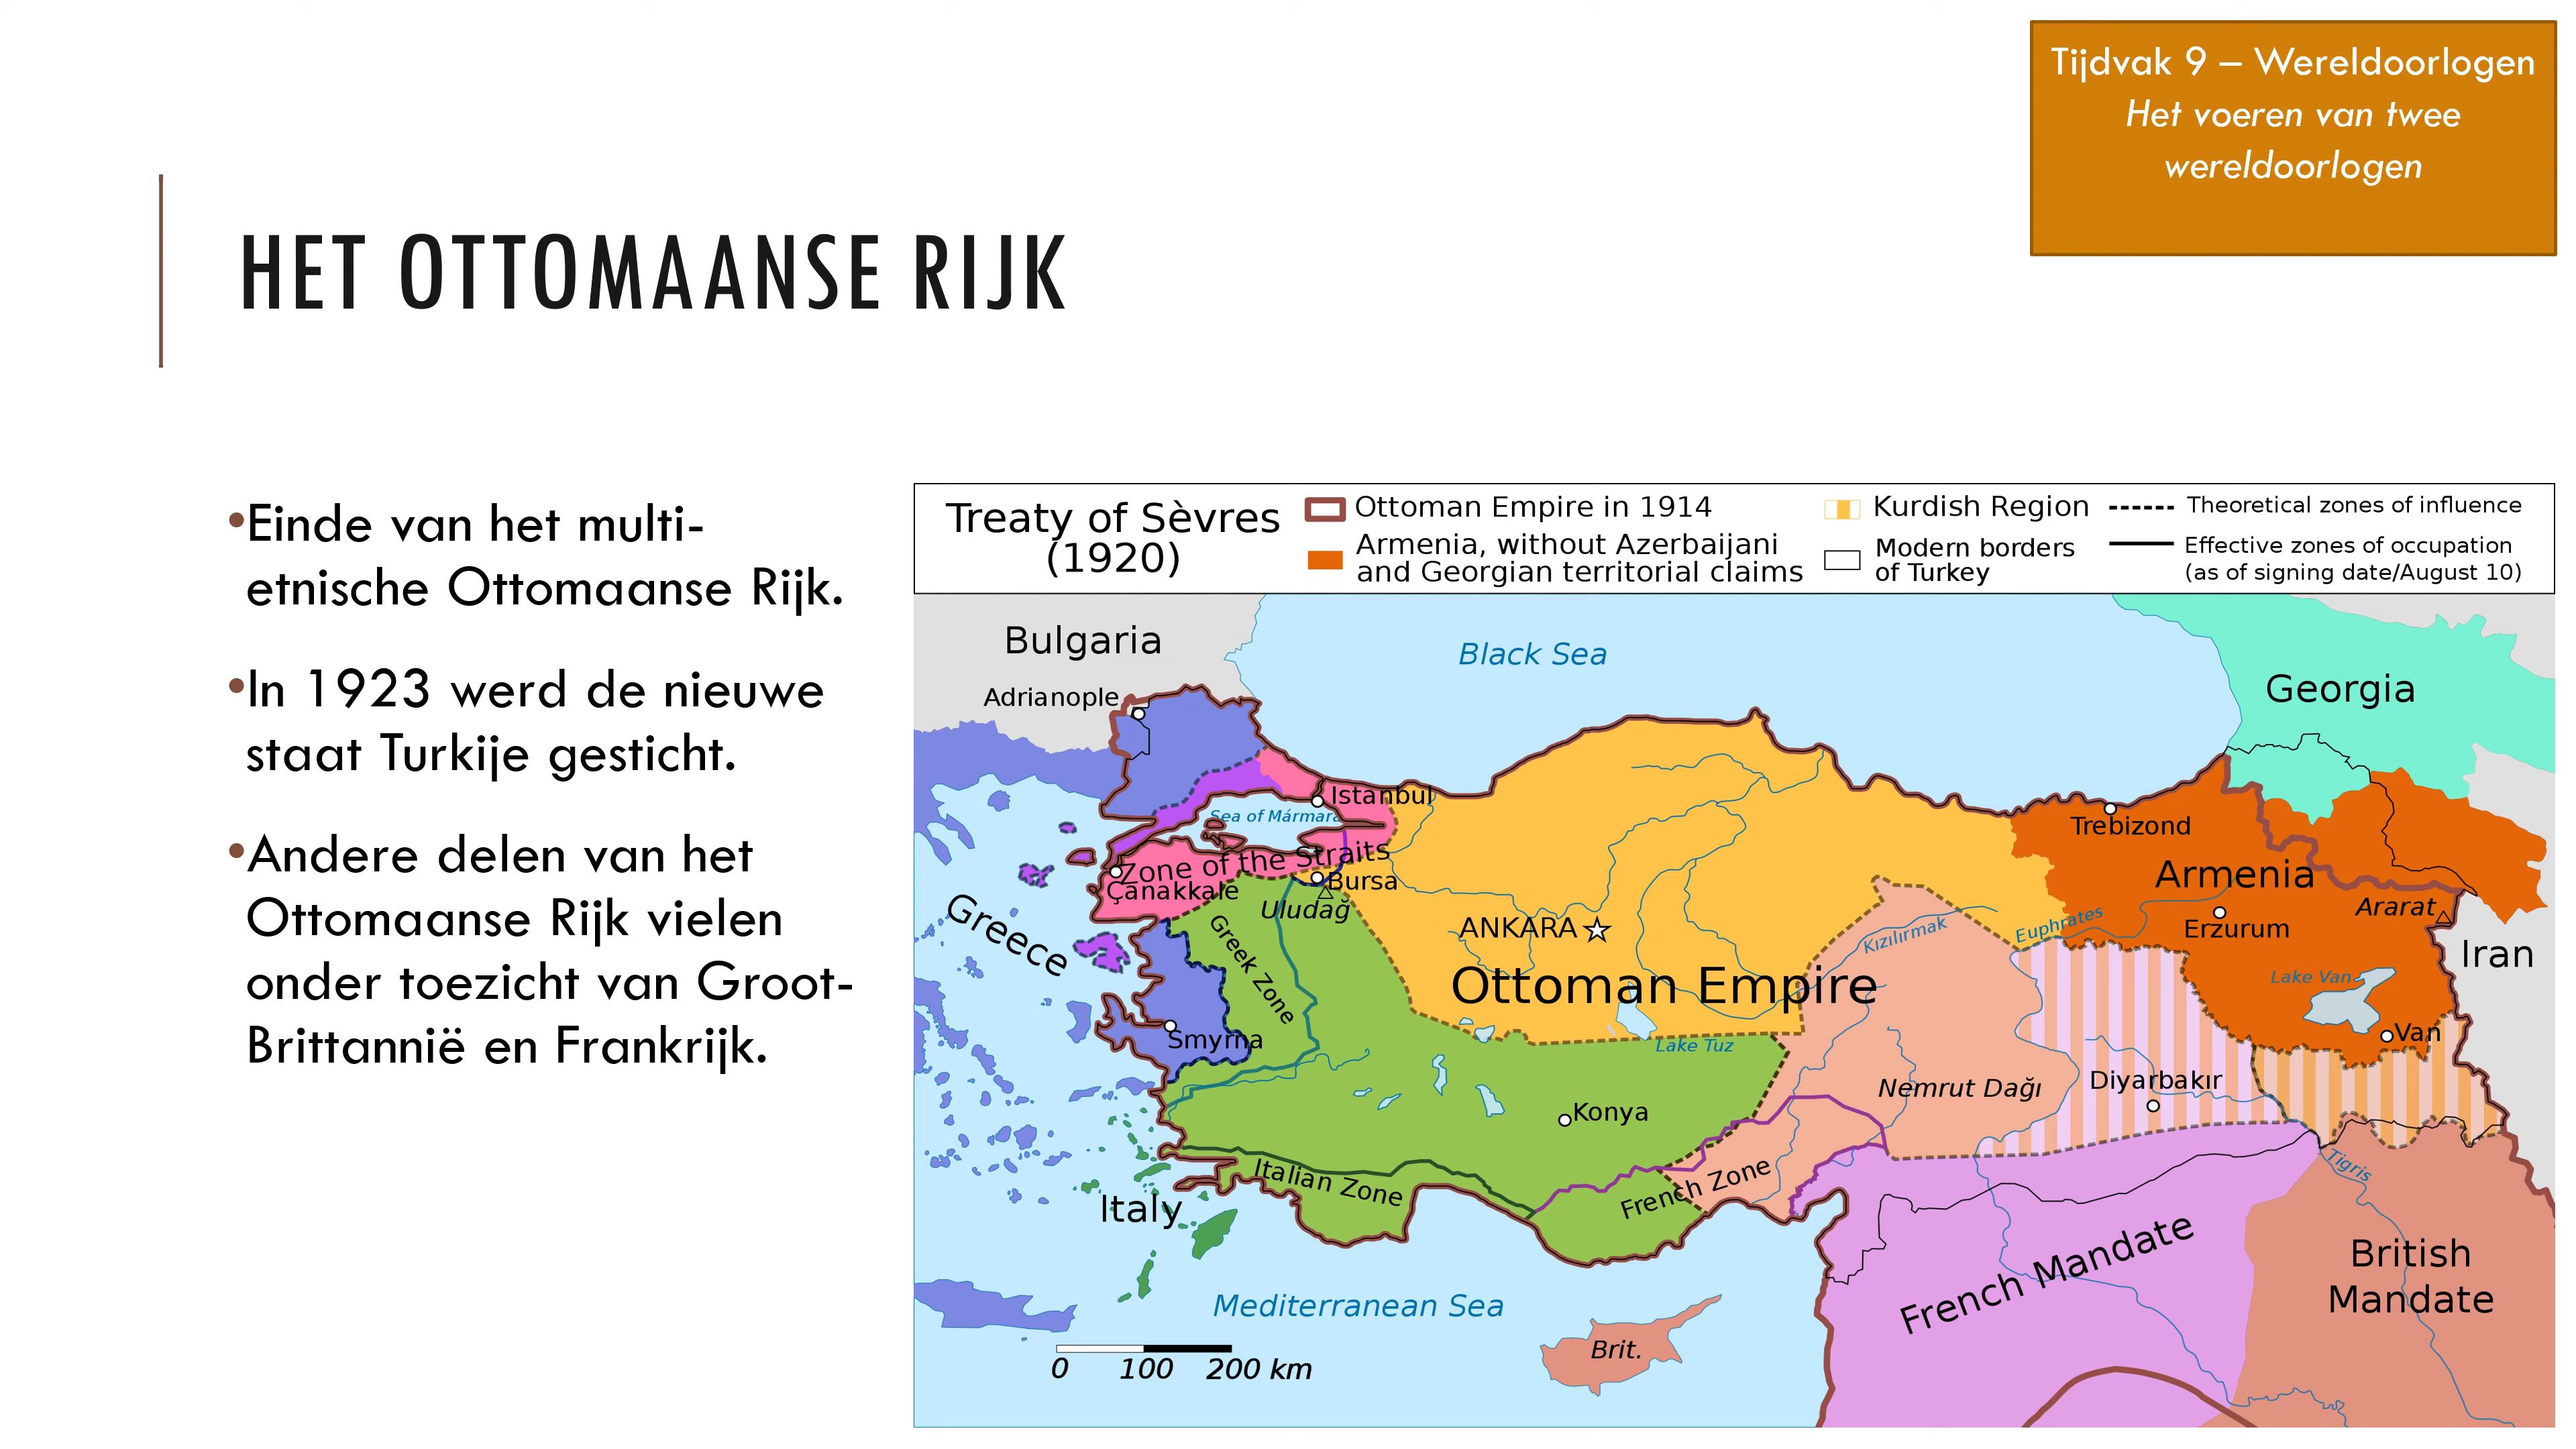 Tijdvak 9 – Wereldoorlogen
Het voeren van twee
wereldoorlogen
HET OTTOMAANSE RIJK
•Einde van het multi-
etnische Ottomaanse Rijk.
•In 1923 werd de nieuwe
staat Turkije gesticht.
•Andere delen van het
Ottomaanse Rijk vielen
onder toezicht van Groot-
Brittannië en Frankrijk.
Treaty of Sèvres
(1920)
Ottoman Empire in 1914
Armenia, without Azerbaijani
and Georgian territorial claims
Kurdish Region
Modern borders
of Turkey
Theoretical zones of influence
Effective zones of occupation
(as of signing date/August 10)
Bulgaria
Black Sea
Adrianople
Georgia
Istanbul
Sea of Mármara
Trebizond
Zone of the Straits
Çanakkale
Bursa
Uludağ
Armenia
Greece
Greek Zone
ANKARA
Kızılırmak
Euphrates
Erzurum
Ararat
Iran
Ottoman Empire
Lake Van
Smyrna
Lake Tuz
Van
Nemrut Dağı
Diyarbakır
Konya
Italian Zone
French Zone
Tigris
Italy
French Mandate
British
Mandate
Mediterranean Sea
Brit.
0 100 200 km